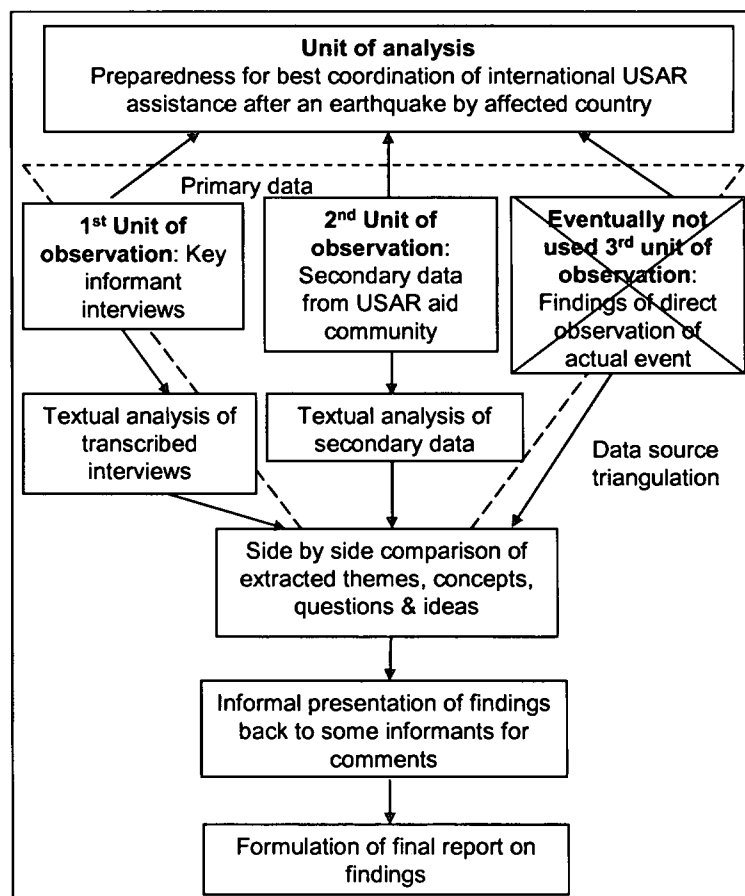 Unit of analysis
Preparedness for best coordination of international USAR
assistance after an earthquake by affected country
Primary data
1st Unit of
observation: Key
informant
interviews
2nd Unit of
observation:
Secondary data
from USAR aid
community
Eventually not
used 3rd unit of
observation:
Findings of direct
observation of
actual event
Textual analysis of
transcribed
interviews
Textual analysis of
secondary data
Data source
triangulation
Side by side comparison of
extracted themes, concepts,
questions & ideas
Informal presentation of findings
back to some informants for
comments
Formulation of final report on
findings